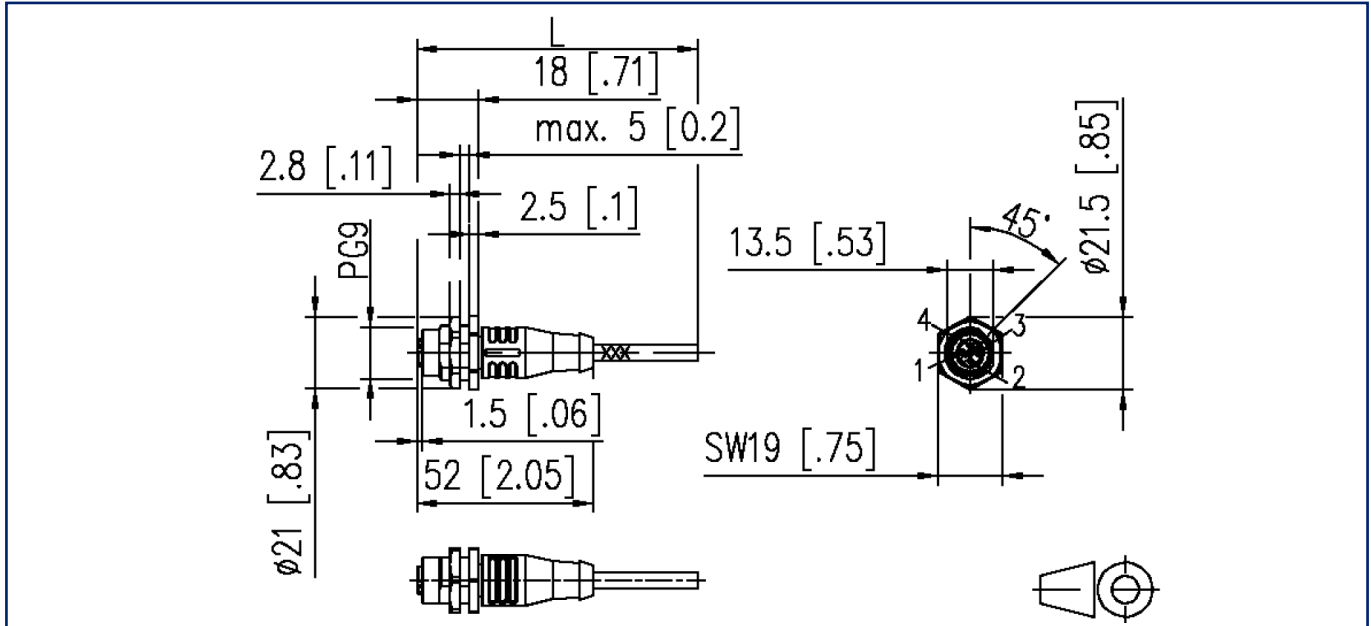 L
18 [.71]
max. 5 [0.2]
2.8 [.11]
2.5 [.1]
PG9
1.5 [.06]
52 [2.05]
ø21 [.83]
XXX
13.5 [.53]
45°
ø21.5 [.85]
4
3
1
2
SW19 [.75]